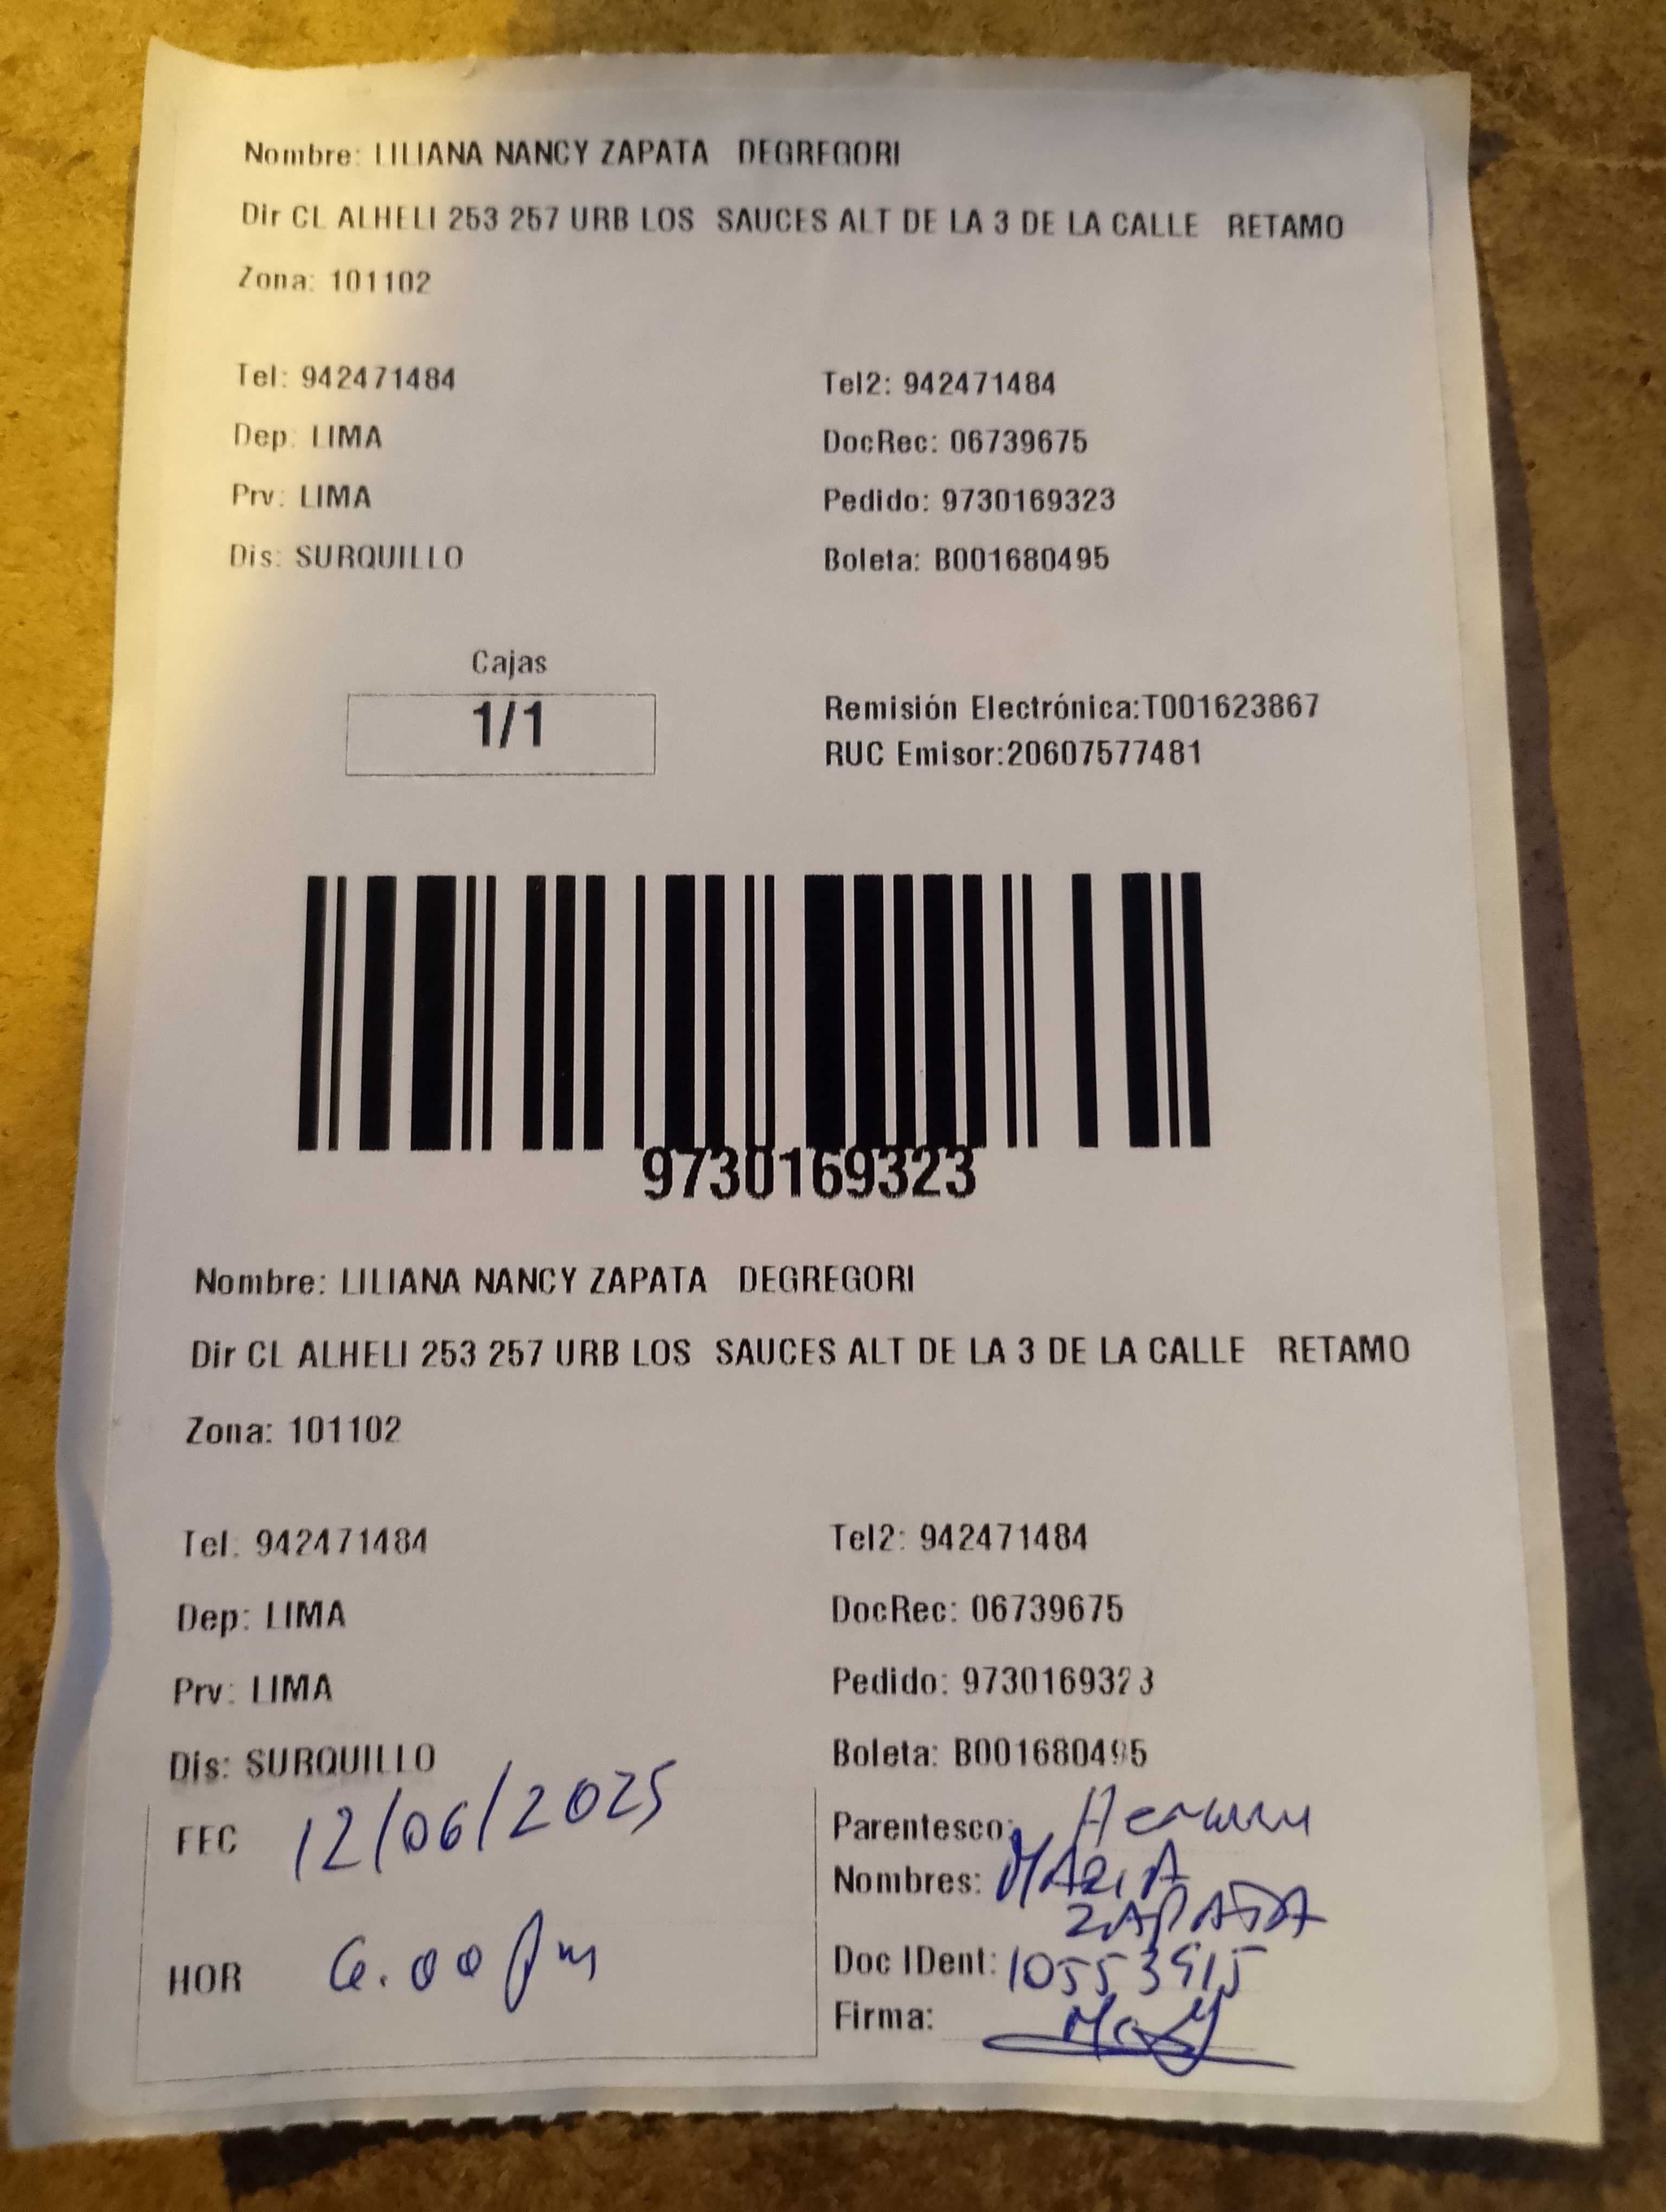 Nombre: LILIANA NANCY ZAPATA DEGREGORI
Dir CL ALHELI 253 257 URB LOS SAUCES ALT DE LA 3 DE LA CALLE RETAMO
Zona: 101102
Tel: 942471484 Tel2: 942471484
Dep: LIMA DocRec: 06739675
Prv: LIMA Pedido: 9730169323
Dis: SURQUILLO Boleta: B001680495
Cajas
1/1
Remisión Electrónica:T001623867
RUC Emisor:20607577481
9730169323
Nombre: LILIANA NANCY ZAPATA DEGREGORI
Dir CL ALHELI 253 257 URB LOS SAUCES ALT DE LA 3 DE LA CALLE RETAMO
Zona: 101102
Tel: 942471484 Tel2: 942471484
Dep: LIMA DocRec: 06739675
Prv: LIMA Pedido: 9730169323
Dis: SURQUILLO Boleta: B001680495
FEC 12/06/2025
HOR 6.00 pm
Parentesco:
Nombres: MARIA
ZAPATA
Doc IDent:
Firma: